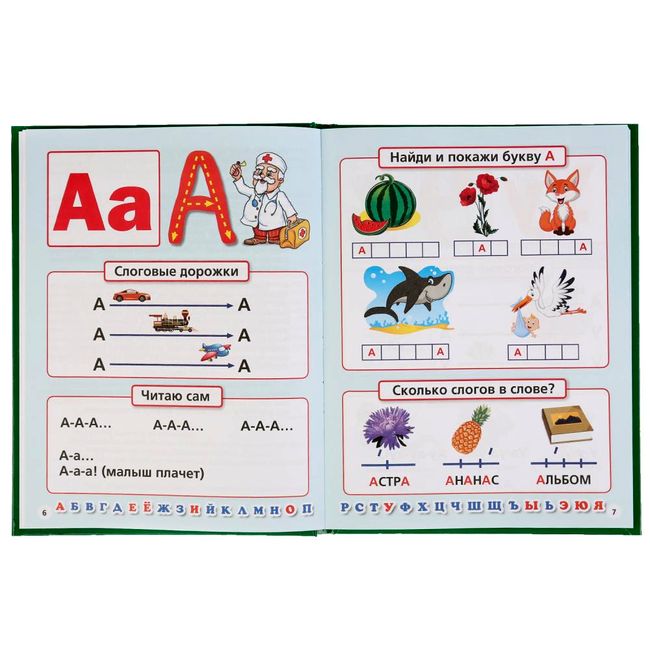 Аа А
Слоговые дорожки
А А
А А
А А
Читаю сам
А-А-А... А-А-А... А-А-А...
А-а...
А-а-а! (малыш плачет)
6 А Б В Г Д Е Ё Ж З И Й К Л М Н О П
Найди и покажи букву А
А А
А А
Сколько слогов в слове?
АСТРА АНАНАС АЛЬБОМ
Р С Т У Ф Х Ц Ч Ш Щ Ъ Ы Ь Э Ю Я 7